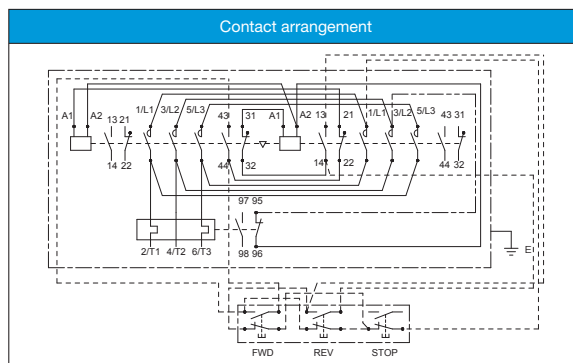 Contact arrangement
A1 A2 13 21 1/L1 3/L2 5/L3 43 31 A1 A2 13 21 1/L1 3/L2 5/L3 43 31
14 22 44 32 14 22 44 32
97 95
2/T1 4/T2 6/T3 98 96 E
FWD REV STOP